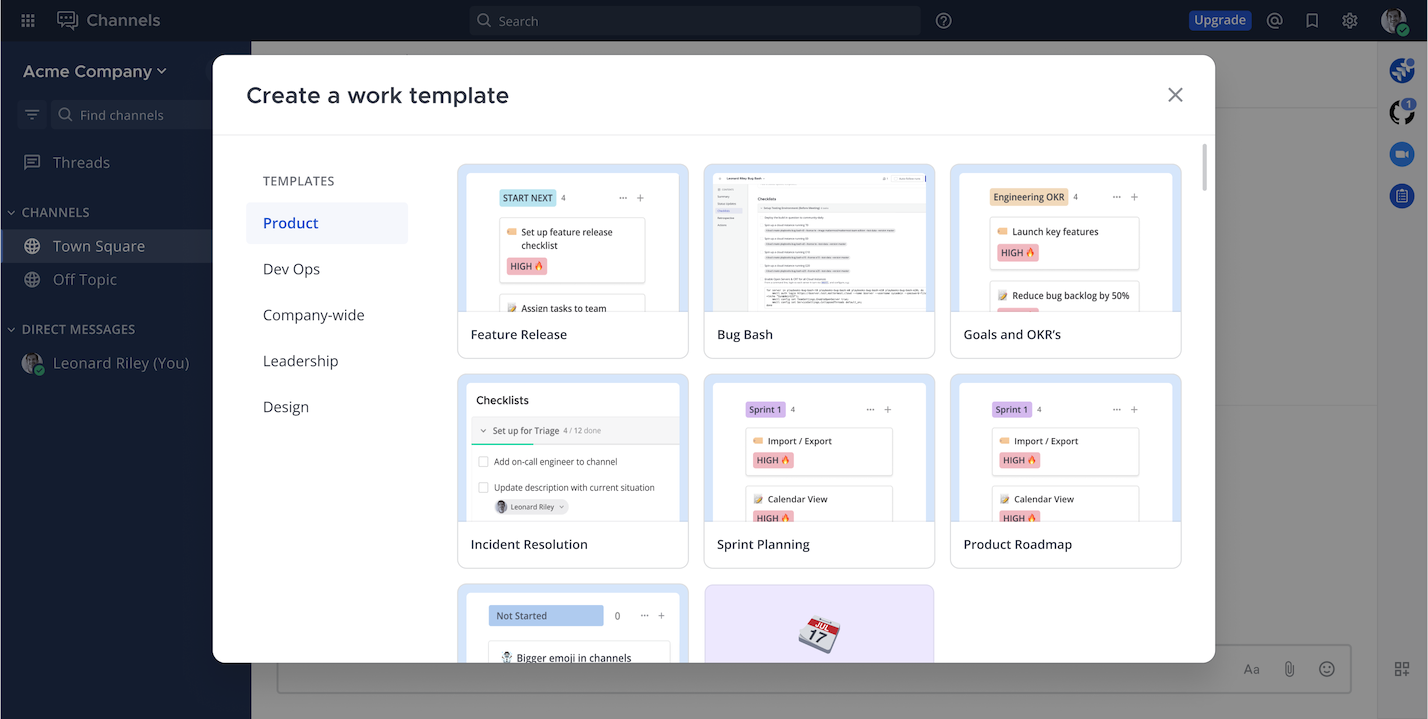 Channels
Search
Upgrade
Acme Company
Find channels
Threads
CHANNELS
Town Square
Off Topic
DIRECT MESSAGES
Leonard Riley (You)
1
Create a work template
TEMPLATES
Product
Dev Ops
Company-wide
Leadership
Design
START NEXT 4
Set up feature release
checklist
HIGH
Assign tasks to team
Feature Release
Leonard Riley Bug Bash
Checklists
Bug Bash
Engineering OKR 4
Launch key features
HIGH
Reduce bug backlog by 50%
Goals and OKR's
Checklists
Set up for Triage 4 / 12 done
Add on-call engineer to channel
Update description with current situation
Leonard Riley
Incident Resolution
Sprint 1 4
Import / Export
HIGH
Calendar View
HIGH
Sprint Planning
Sprint 1 4
Import / Export
HIGH
Calendar View
HIGH
Product Roadmap
Not Started 0
Bigger emoji in channels
JUL
17
Aa